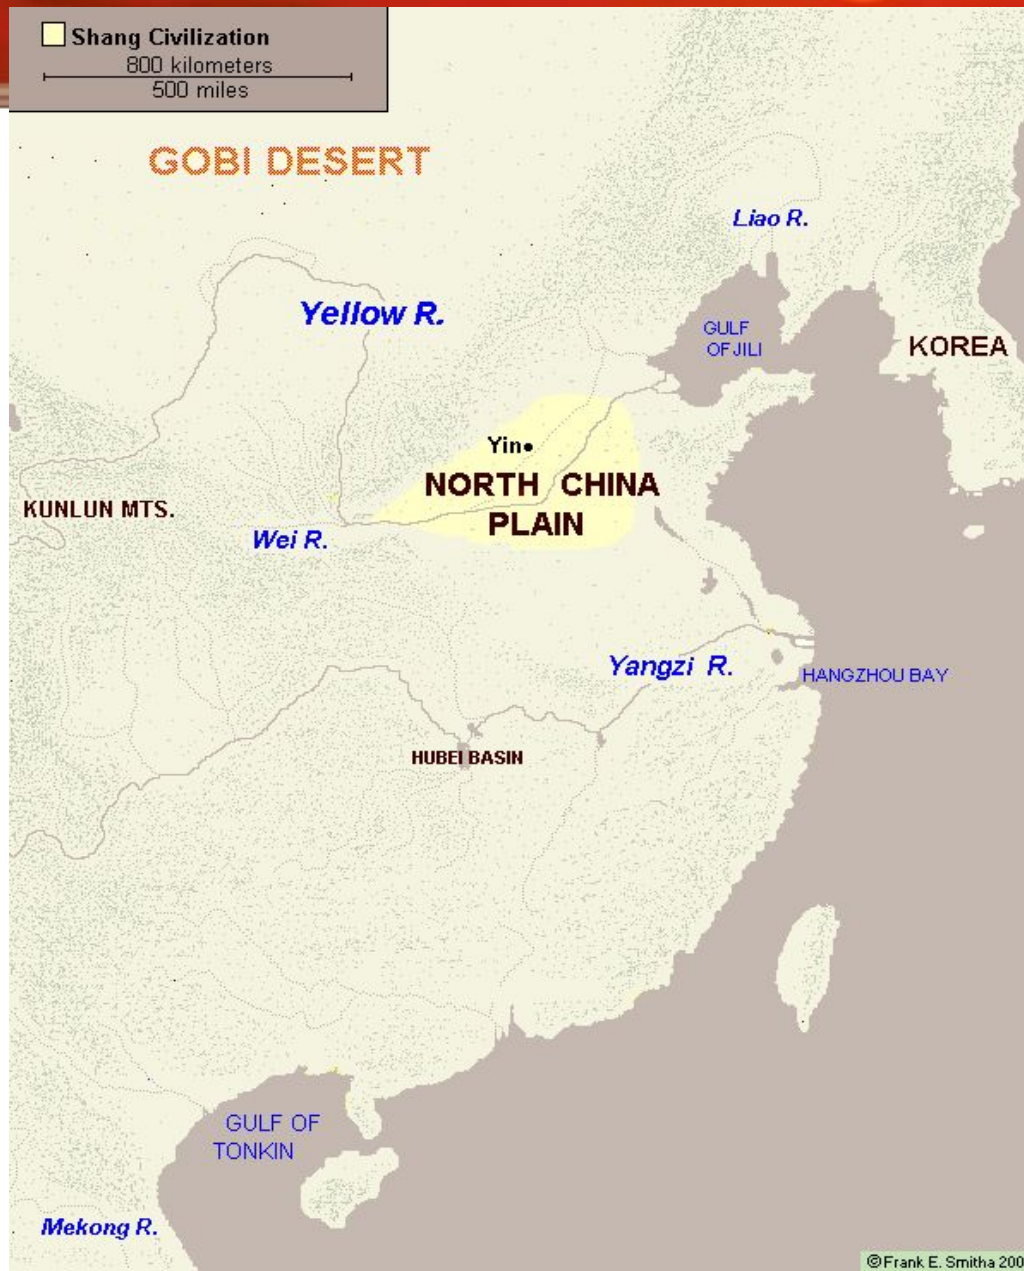 Shang Civilization
800 kilometers
500 miles
GOBI DESERT
Liao R.
Yellow R.
GULF
OF JILI
KOREA
Yin
NORTH CHINA
PLAIN
KUNLUN MTS.
Wei R.
Yangzi R.
HANGZHOU BAY
HUBEI BASIN
GULF OF
TONKIN
Mekong R.
©Frank E. Smitha 200